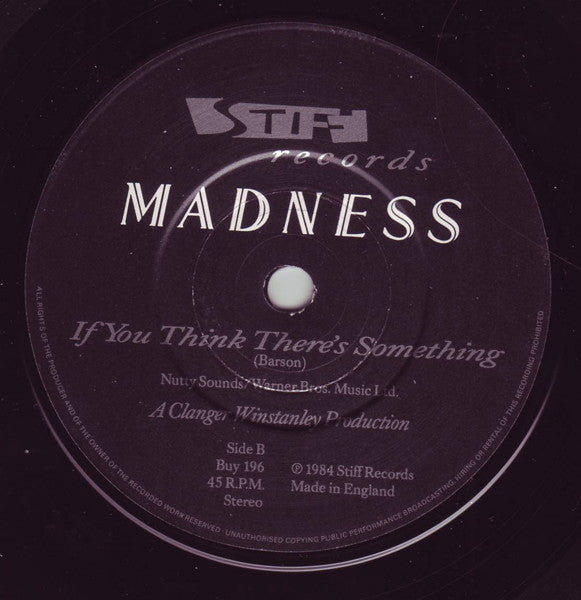 STIFF
records
MADNESS
If You Think There's Something
(Barson)
Nutty Sounds/Warner Bros. Music Ltd.
A Clanger Winstanley Production
Side B
Buy 196
45 R.P.M.
Stereo
℗ 1984 Stiff Records
Made in England
ALL RIGHTS OF THE PRODUCER AND OF THE OWNER OF THE RECORDED WORK RESERVED · UNAUTHORISED COPYING PUBLIC PERFORMANCE BROADCASTING, HIRING OR RENTAL OF THIS RECORDING PROHIBITED